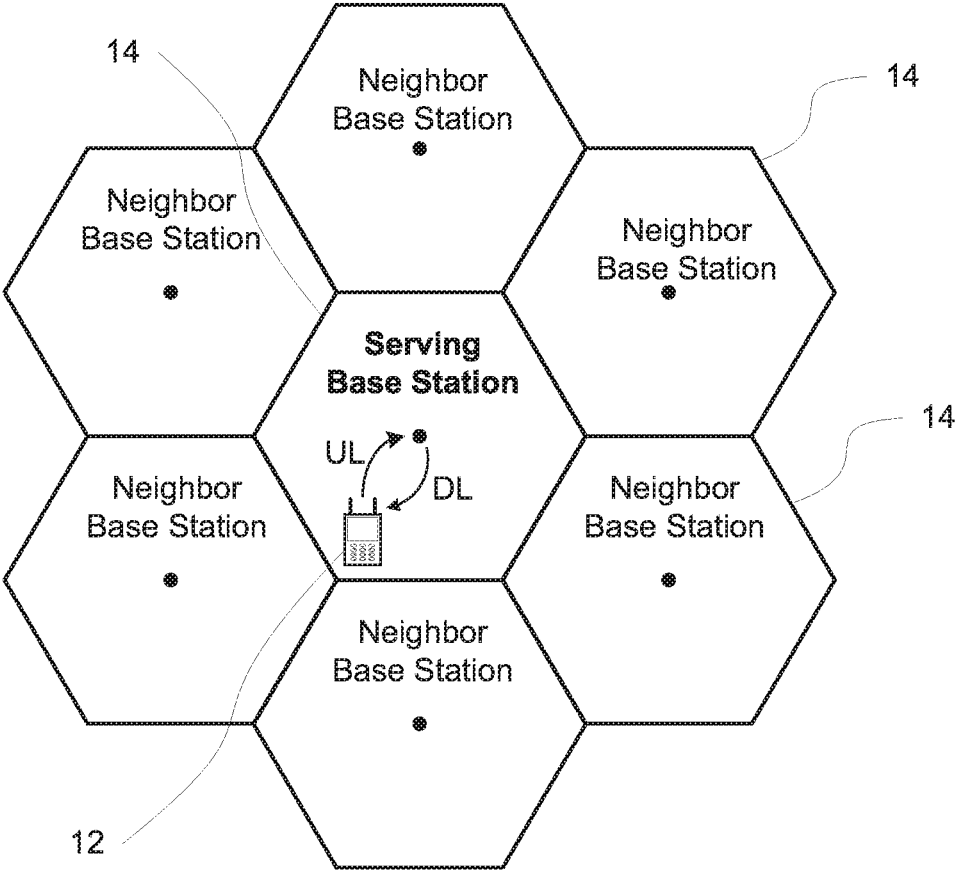 14
Neighbor
Base Station
14
Neighbor
Base Station
Neighbor
Base Station
Serving
Base Station
14
UL
DL
Neighbor
Base Station
Neighbor
Base Station
Neighbor
Base Station
12